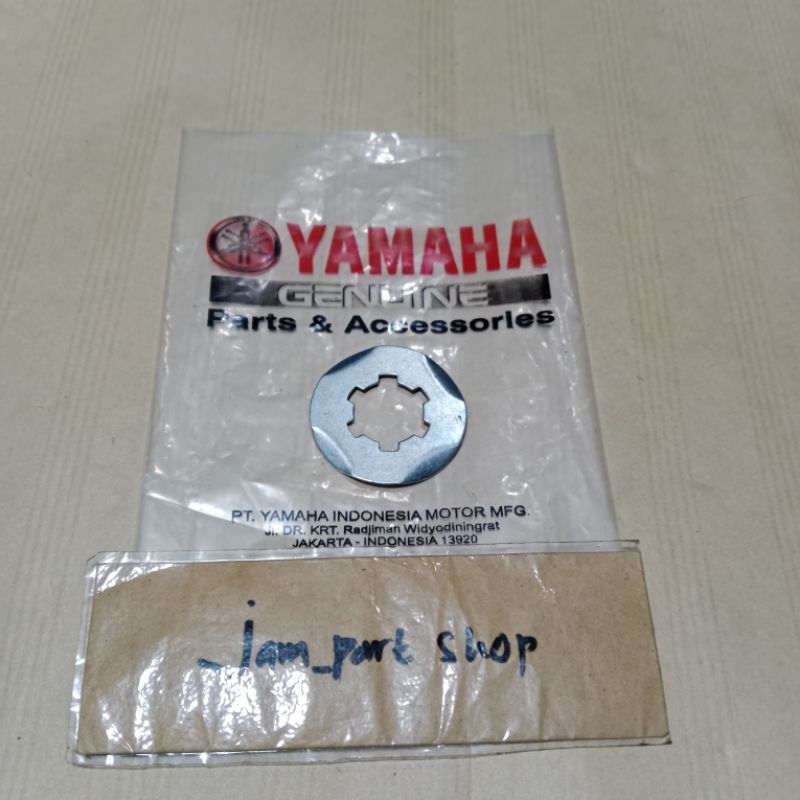 YAMAHA
GENUINE
Parts & Accessories
PT. YAMAHA INDONESIA MOTOR MFG.
Jl. DR. KRT. Radjiman Widyodiningrat
JAKARTA - INDONESIA 13920
_jam_part shop